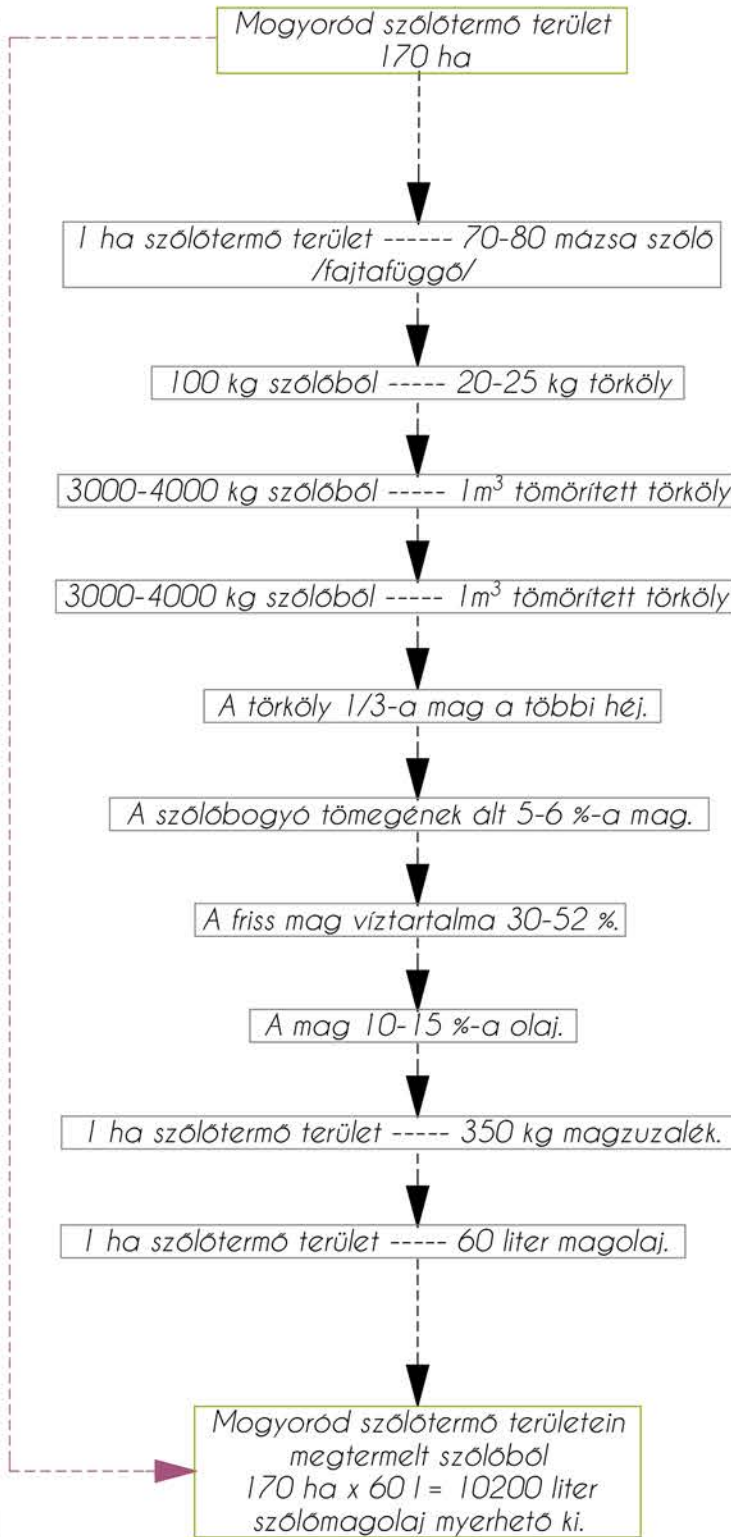 Mogyoród szőlőtermő terület
170 ha
1 ha szőlőtermő terület ------ 70-80 mázsa szőlő
/fajtafüggő/
100 kg szőlőből ----- 20-25 kg törköly
3000-4000 kg szőlőből ----- 1m³ tömörített törköly
3000-4000 kg szőlőből ----- 1m³ tömörített törköly
A törköly 1/3-a mag a többi héj.
A szőlőbogyó tömegének ált 5-6 %-a mag.
A friss mag víztartalma 30-52 %.
A mag 10-15 %-a olaj.
1 ha szőlőtermő terület ----- 350 kg magzuzalék.
1 ha szőlőtermő terület ----- 60 liter magolaj.
Mogyoród szőlőtermő területein
megtermelt szőlőből
170 ha x 60 l = 10200 liter
szőlőmagolaj myerhető ki.